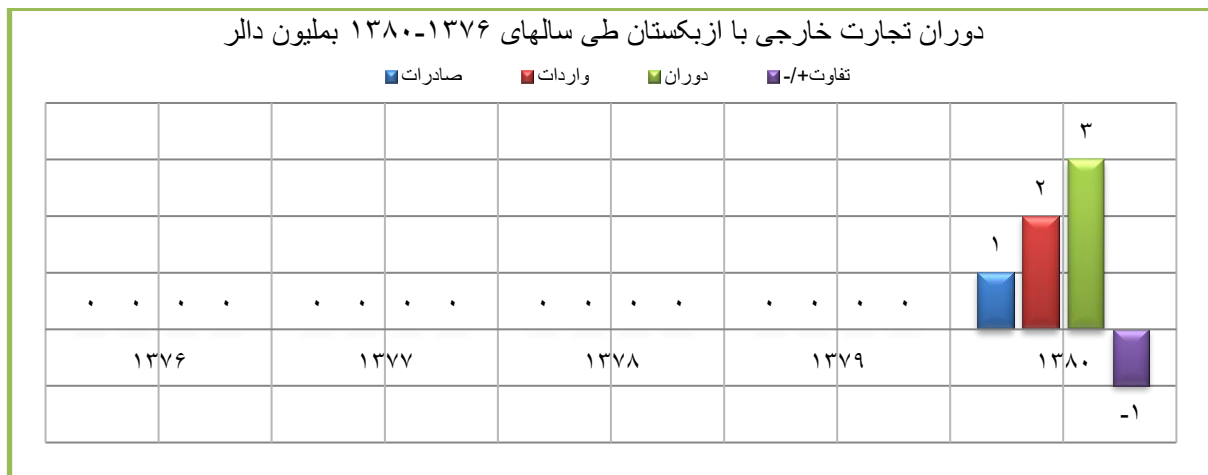 دوران تجارت خارجی با ازبکستان طی سالهای ۱۳۷۶-۱۳۸۰ بملیون دالر
صادرات واردات دوران تفاوت+/-
۳
۲
۱
۰ ۰ ۰ ۰ ۰ ۰ ۰ ۰ ۰ ۰ ۰ ۰ ۰ ۰ ۰ ۰
۱۳۷۶ ۱۳۷۷ ۱۳۷۸ ۱۳۷۹ ۱۳۸۰
-۱